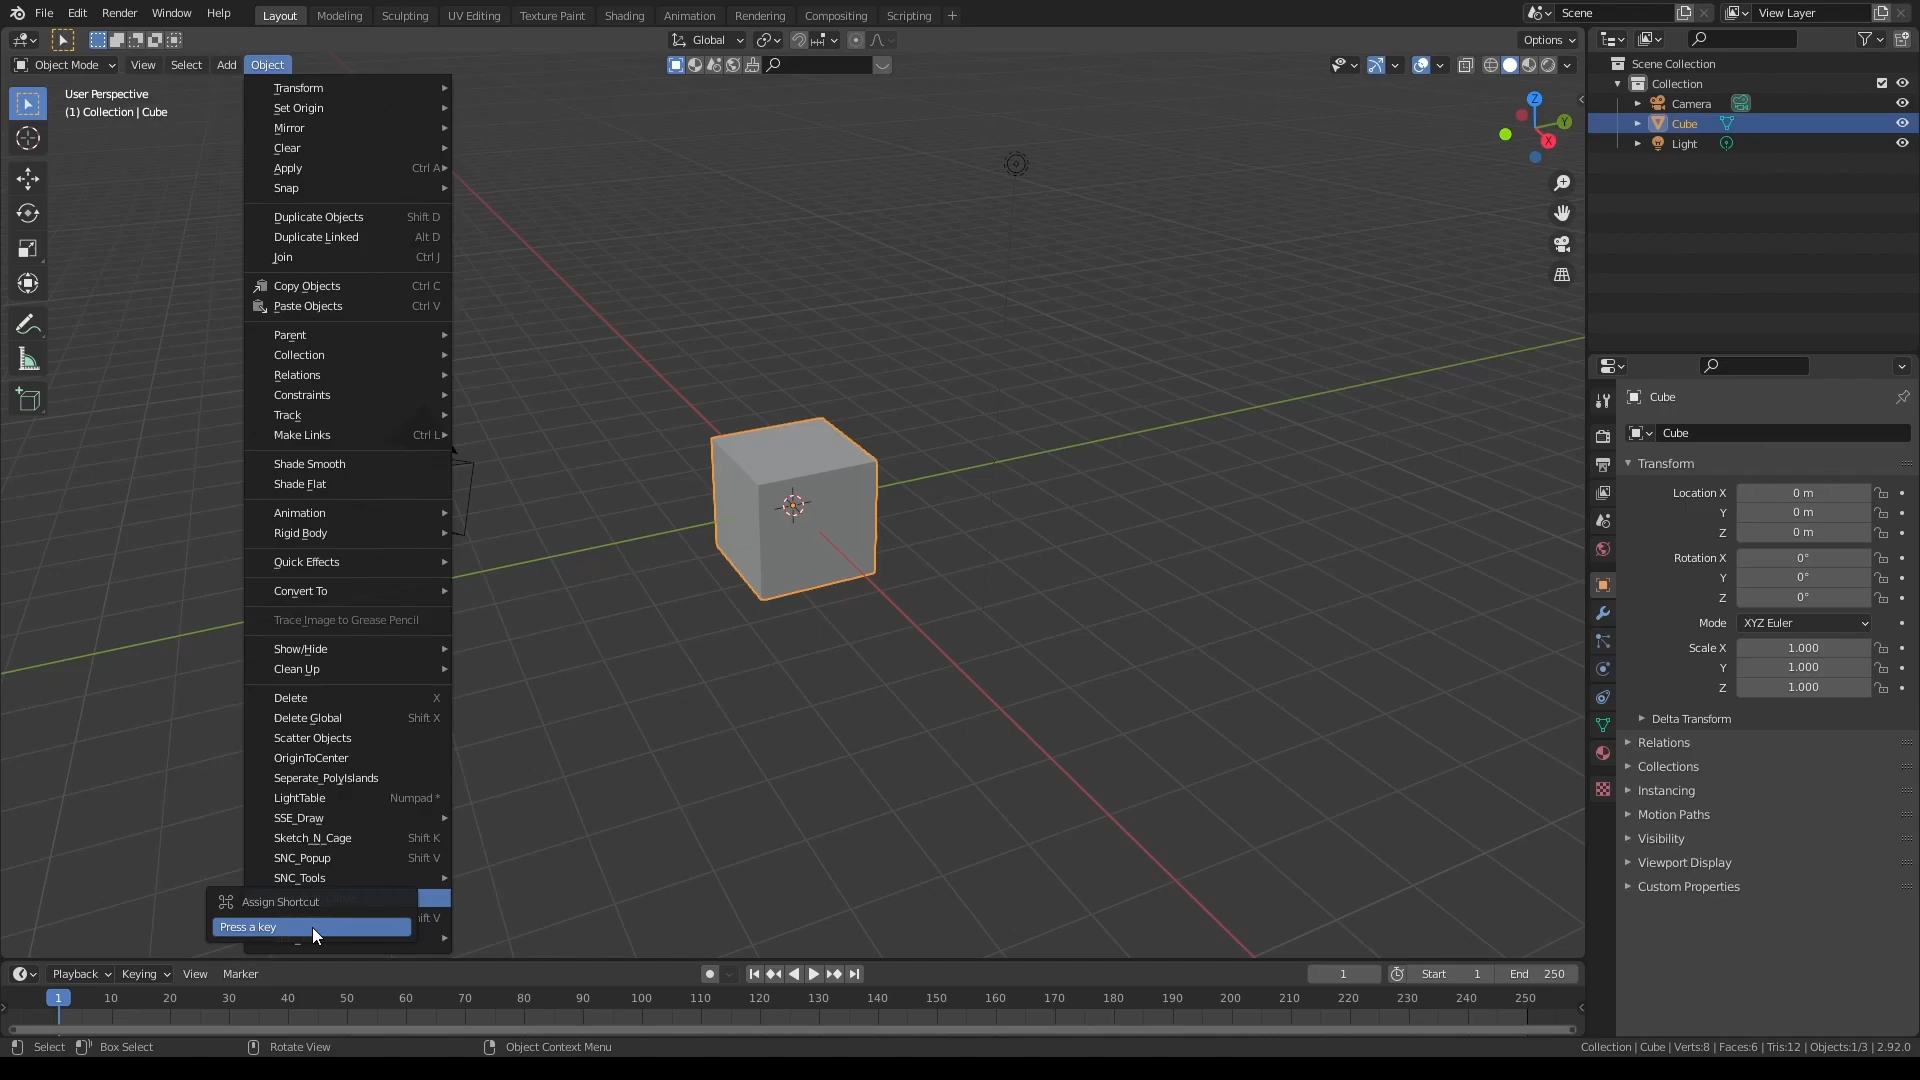 File Edit Render Window Help Layout Modeling Sculpting UV Editing Texture Paint Shading Animation Rendering Compositing Scripting + Scene View Layer
Global Options
Object Mode View Select Add Object
User Perspective
(1) Collection | Cube
Transform
Set Origin
Mirror
Clear
Apply Ctrl A
Snap
Duplicate Objects Shift D
Duplicate Linked Alt D
Join Ctrl J
Copy Objects Ctrl C
Paste Objects Ctrl V
Parent
Collection
Relations
Constraints
Track
Make Links Ctrl L
Shade Smooth
Shade Flat
Animation
Rigid Body
Quick Effects
Convert To
Trace Image to Grease Pencil
Show/Hide
Clean Up
Delete X
Delete Global Shift X
Scatter Objects
OriginToCenter
Seperate_PolyIslands
LightTable Numpad *
SSE_Draw
Sketch_N_Cage Shift K
SNC_Popup Shift V
SNC_Tools
Assign Shortcut
ift V
Press a key
Z
Y
X
Scene Collection
Collection
Camera
Cube
Light
Cube
Cube
Transform
Location X 0 m
Y 0 m
Z 0 m
Rotation X 0°
Y 0°
Z 0°
Mode XYZ Euler
Scale X 1.000
Y 1.000
Z 1.000
Delta Transform
Relations
Collections
Instancing
Motion Paths
Visibility
Viewport Display
Custom Properties
Playback Keying View Marker 1 Start 1 End 250
1 10 20 30 40 50 60 70 80 90 100 110 120 130 140 150 160 170 180 190 200 210 220 230 240 250
Select Box Select Rotate View Object Context Menu Collection | Cube | Verts:8 | Faces:6 | Tris:12 | Objects:1/3 | 2.92.0